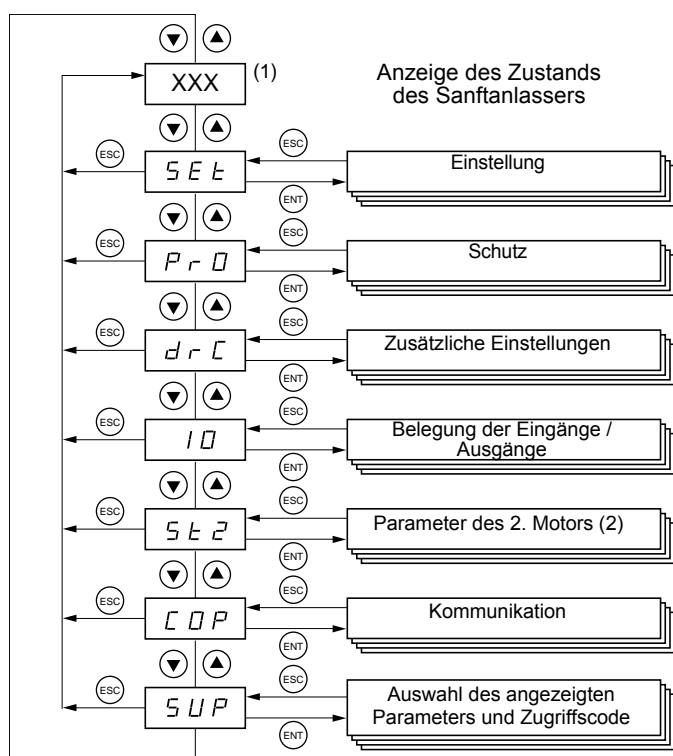 XXX
(1)
Anzeige des Zustands
des Sanftanlassers
ESC
ESC
SEt
Einstellung
ENT
ESC
ESC
PrO
Schutz
ENT
ESC
ESC
drC
Zusätzliche Einstellungen
ENT
ESC
ESC
IO
Belegung der Eingänge /
Ausgänge
ENT
ESC
ESC
St2
Parameter des 2. Motors (2)
ENT
ESC
ESC
COP
Kommunikation
ENT
ESC
ESC
SUP
Auswahl des angezeigten
Parameters und Zugriffscode
ENT